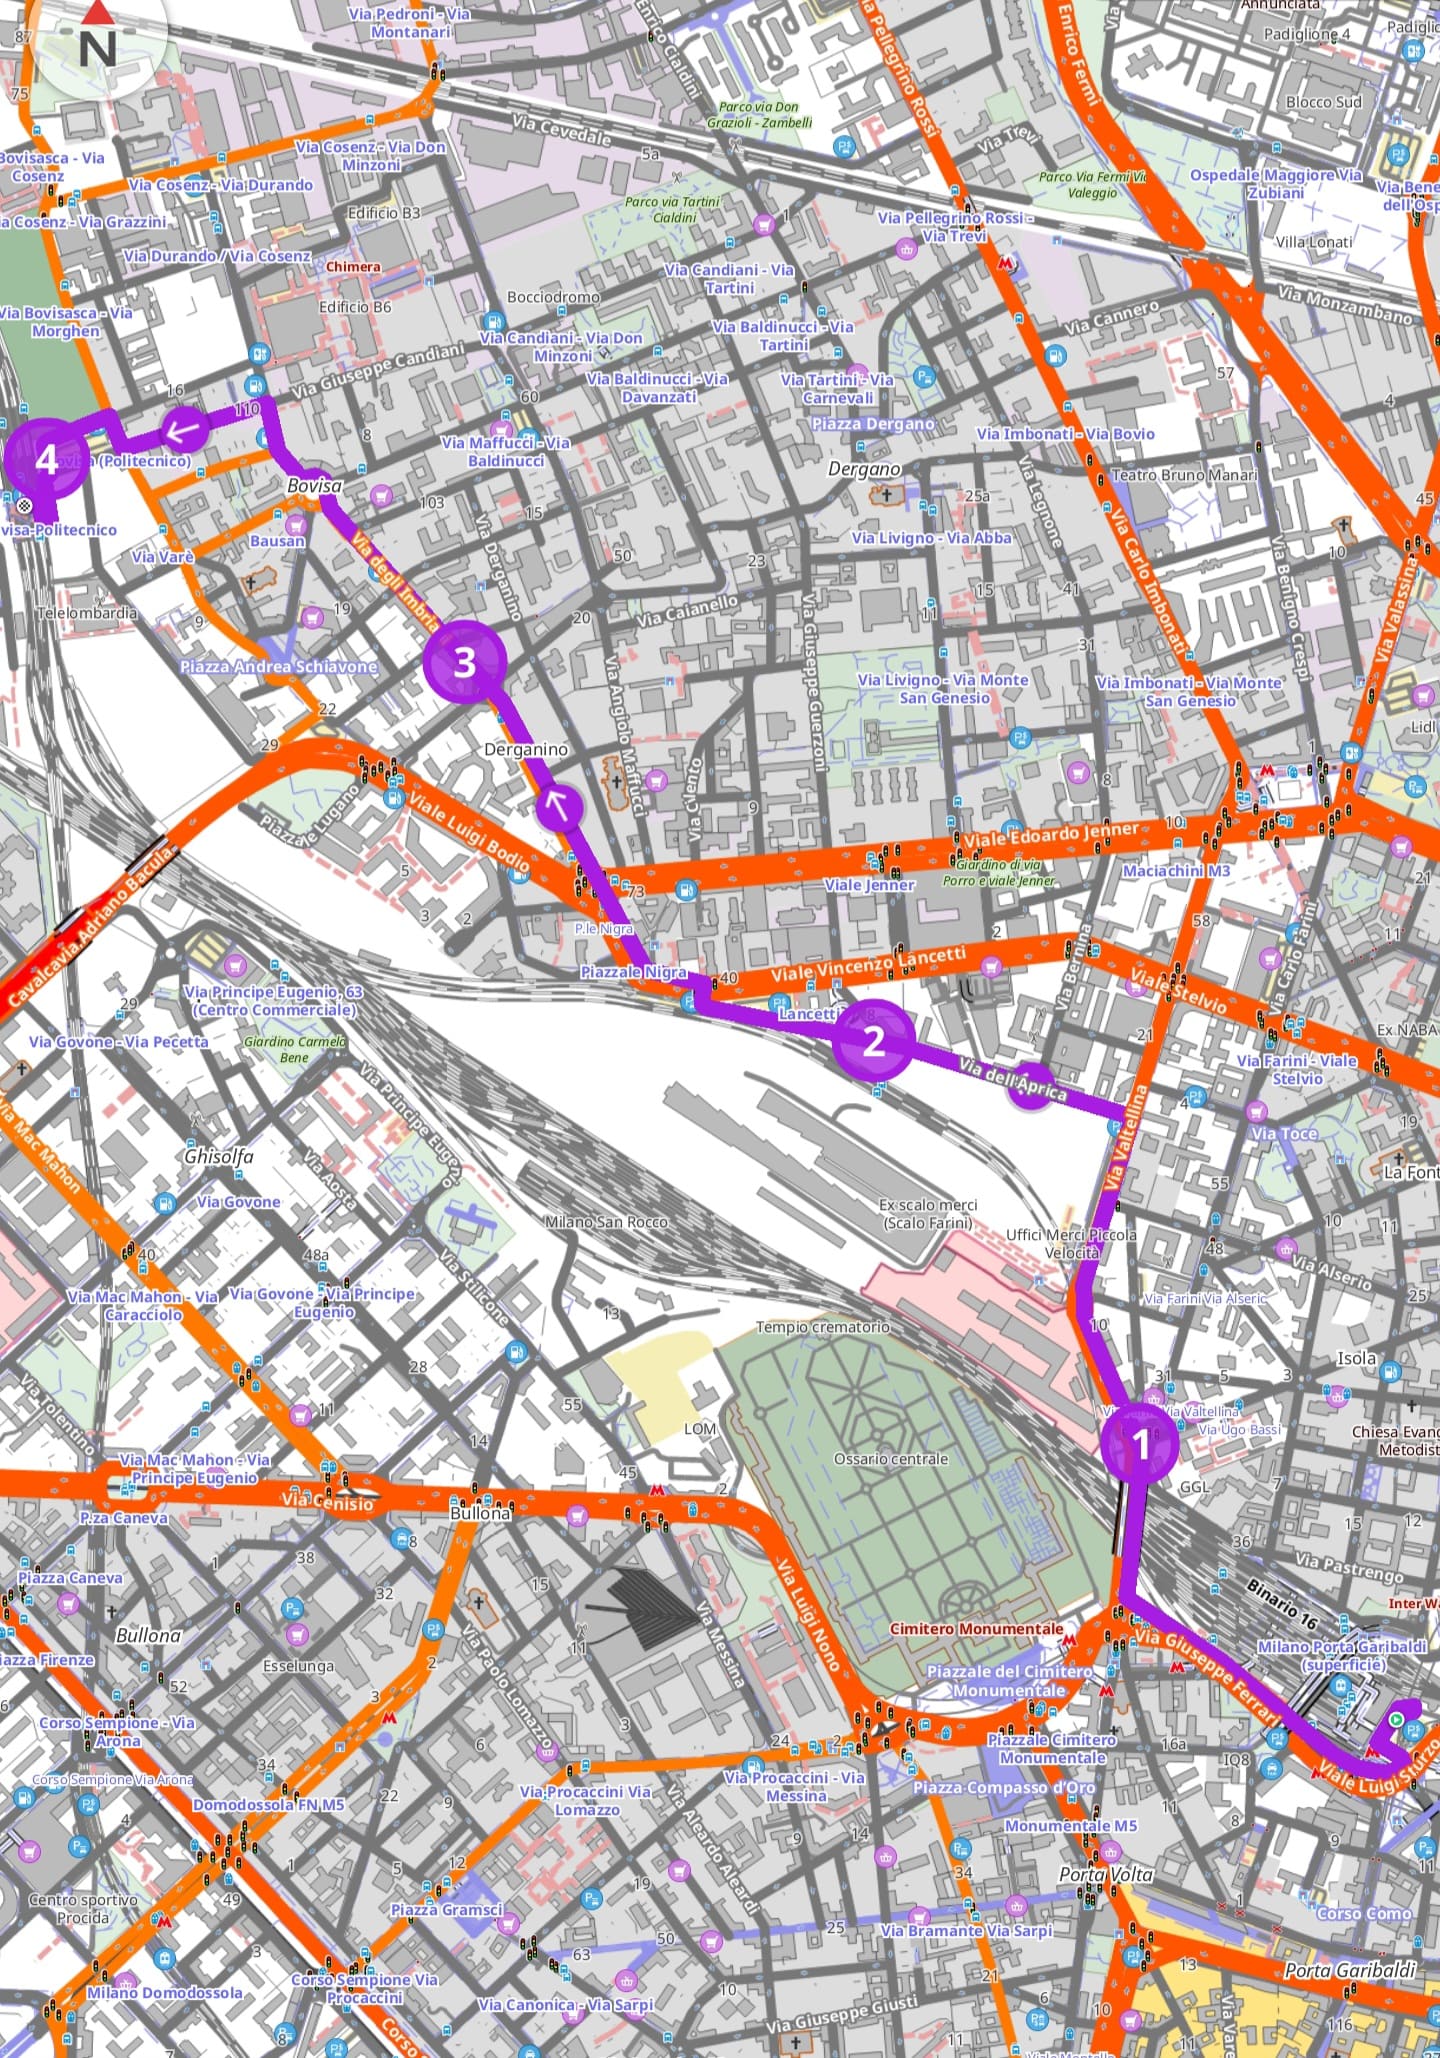 Via Pedroni - Via
Montanari
Enrico Cialdini
Via Pellegrino Rossi
Enrico Fermi
Annunciata
Padiglione 4
87
N
75
Parco via Don
Grazioli - Zambelli
Blocco Sud
Via Cevedale
5a
Via Trevi
Via Cosenz - Via Don
Minzoni
Bovisasca - Via
Cosenz
Via Cosenz - Via Durando
Parco Via Fermi Via
Valeggio
Ospedale Maggiore Via
Zubiani
Via Cosenz - Via Grazzini
Edificio B3
Parco via Tartini
Cialdini
1
Via Pellegrino Rossi -
Via Trevi
Villa Lonati
Via Durando / Via Cosenz
Chimera
Via Candiani - Via
Tartini
Via Monzambano
Via Bovisasca - Via
Morghen
Edificio B6
Bocciodromo
Via Candiani - Via Don
Minzoni
Via Baldinucci - Via
Tartini
Via Cannero
Via Giuseppe Candiani
16
Via Baldinucci - Via
Davanzati
Via Tartini - Via
Carnevali
57
60
4
110
8
Via Maffucci - Via
Baldinucci
Piazza Dergano
Via Imbonati - Via Bovio
4
(Politecnico)
Bovisa
Dergano
Teatro Bruno Manari
103
15
25a
Via Legnone
45
visa-Politecnico
Via Varè
Bausan
Via degli Imbria
Via Derganino
Via Livigno - Via Abba
Via Carlo Imbonati
Via Benigno Crespi
10
50
23
15
41
Via Valassina
Telelombardia
19
9
20
Via Caianello
11
31
Piazza Andrea Schiavone
3
Via Angiolo Maffucci
Via Giuseppe Guerzoni
Via Livigno - Via Monte
San Genesio
Via Imbonati - Via Monte
San Genesio
22
29
Derganino
Lidl
1
8
Via Cilento
9
Piazzale Lugano
Viale Luigi Bodio
Viale Edoardo Jenner
10
5
Giardino di via
Porro e viale Jenner
Maciachini M3
Cavalcavia Adriano Bacula
73
Viale Jenner
21
3
2
P.le Nigra
2
58
11
Piazzale Nigra
40
Viale Vincenzo Lancetti
Via Bernina
Via Carlo Farini
Viale Stelvio
Via Principe Eugenio, 63
(Centro Commerciale)
29
Lancetti
8
2
21
Ex NABA
Via Govone - Via Pecetta
Giardino Carmelo
Bene
Via dell'Aprica
Via Farini - Viale
Stelvio
Via Principe Eugenio
4
19
Via Mac Mahon
Via Valtellina
Via Toce
Ghisolfa
Via Aosta
La Font
55
Via Govone
Milano San Rocco
Ex scalo merci
(Scalo Farini)
Uffici Merci Piccola
Velocità
10
11
40
48a
Via Stilicone
48
Via Alserio
Via Mac Mahon - Via
Caracciolo
Via Govone - Via Principe
Eugenio
Via Farini Via Alserio
25
13
Tempio crematorio
10
28
Isola
31
5
3
Via Tolentino
11
55
Via Valtellina
LOM
Via Ugo Bassi
Chiesa Evang
Metodist
14
Ossario centrale
1
Via Mac Mahon - Via
Principe Eugenio
45
2
GGL
7
Via Cenisio
Bullona
P.za Caneva
8
15
12
36
1
38
Via Pastrengo
Piazza Caneva
32
15
Via Luigi Nono
Binario 16
Inter Wa
Bullona
11
Via Messina
Cimitero Monumentale
Via Giuseppe Ferrari
Milano Porta Garibaldi
(superficie)
Piazza Firenze
Esselunga
2
Via Paolo Lomazzo
Piazzale del Cimitero
Monumentale
52
3
Corso Sempione - Via
Arona
3
6
24
2
Piazzale Cimitero
Monumentale
16a
IQ8
Viale Luigi Sturzo
34
Corso Sempione Via Arona
Via Procaccini - Via
Messina
Piazza Compasso d'Oro
22
Via Procaccini Via
Lomazzo
Domodossola FN M5
9
Via Aleardo Aleardi
11
Monumentale M5
8
4
9
14
9
11
1
5
12
34
Porta Volta
Centro sportivo
Procida
49
19
Piazza Gramsci
1
Corso Como
3
50
25
Via Bramante Via Sarpi
63
13
Porta Garibaldi
Milano Domodossola
Corso Sempione Via
Procaccini
10
21
Via Canonica - Via Sarpi
6
10
Via Giuseppe Giusti
Via Vare
116
8
7
Corso
11
11